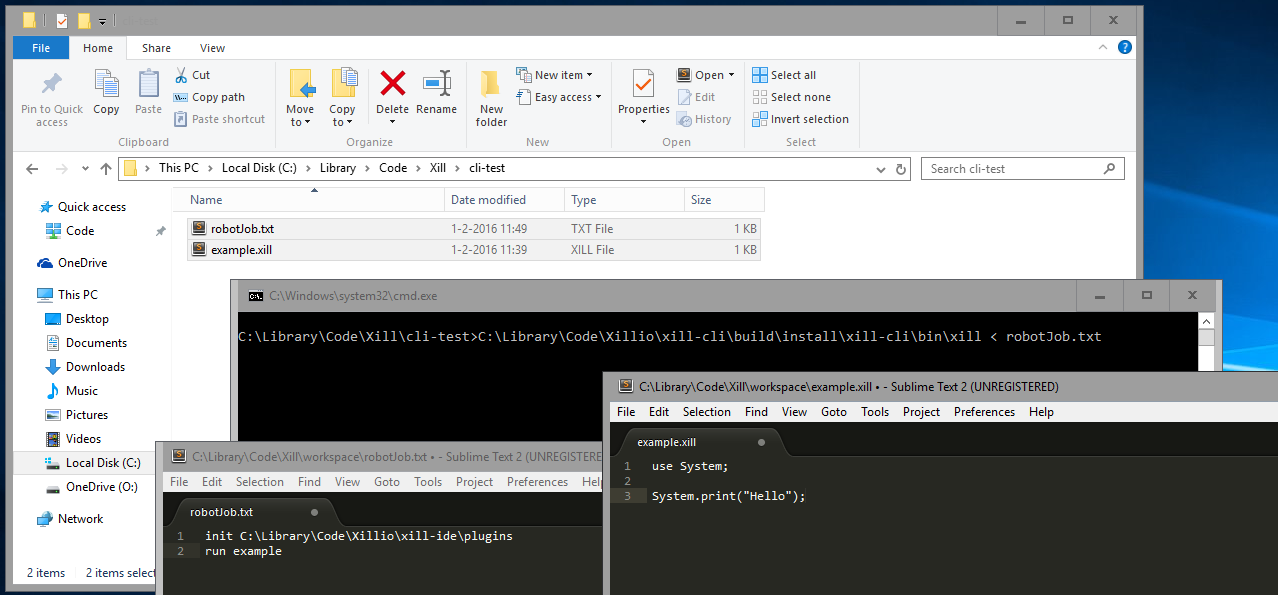 File Home Share View
Pin to Quick access
Copy
Paste
Cut
Copy path
Paste shortcut
Clipboard
Move to
Copy to
Delete
Rename
Organize
New folder
New item
Easy access
New
Properties
Open
Edit
History
Open
Select all
Select none
Invert selection
Select
This PC > Local Disk (C:) > Library > Code > Xill > cli-test
Search cli-test
Name Date modified Type Size
robotJob.txt 1-2-2016 11:49 TXT File 1 KB
example.xill 1-2-2016 11:39 XILL File 1 KB
Quick access
Code
OneDrive
This PC
Desktop
Documents
Downloads
Music
Pictures
Videos
Local Disk (C:)
OneDrive (O:)
Network
2 items 2 items select
C:\Windows\system32\cmd.exe
C:\Library\Code\Xill\cli-test>C:\Library\Code\Xillio\xill-cli\build\install\xill-cli\bin\xill < robotJob.txt
C:\Library\Code\Xill\workspace\robotJob.txt • - Sublime Text 2 (UNREGISTERE
File Edit Selection Find View Goto Tools Project Preferences Help
robotJob.txt
1 init C:\Library\Code\Xillio\xill-ide\plugins
2 run example
C:\Library\Code\Xill\workspace\example.xill • - Sublime Text 2 (UNREGISTERED)
File Edit Selection Find View Goto Tools Project Preferences Help
example.xill
1 use System;
2
3 System.print("Hello");